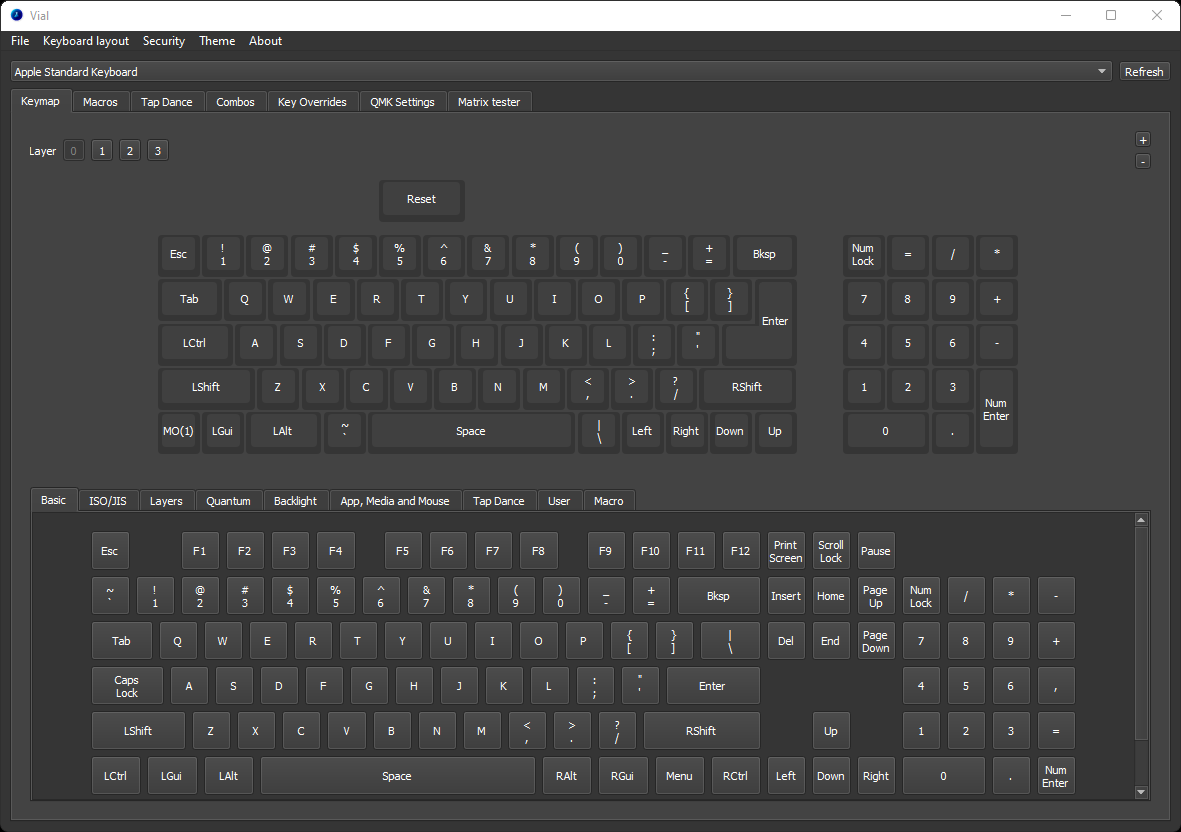 Vial
File Keyboard layout Security Theme About
Apple Standard Keyboard Refresh
Keymap Macros Tap Dance Combos Key Overrides QMK Settings Matrix tester
Layer 0 1 2 3 +
-
Reset
Esc ! @ # $ % ^ & * ( ) _ + Bksp Num = / *
1 2 3 4 5 6 7 8 9 0 - = Lock
Tab Q W E R T Y U I O P { } 7 8 9 +
[ ]
Enter
LCtrl A S D F G H J K L : " 4 5 6 -
; '
LShift Z X C V B N M < > ? RShift 1 2 3
, . /
Num
Enter
MO(1) LGui LAlt ~ Space | Left Right Down Up 0 .
` \
Basic ISO/JIS Layers Quantum Backlight App, Media and Mouse Tap Dance User Macro
Esc F1 F2 F3 F4 F5 F6 F7 F8 F9 F10 F11 F12 Print Scroll Pause
Screen Lock
~ ! @ # $ % ^ & * ( ) _ + Bksp Insert Home Page Num / * -
` 1 2 3 4 5 6 7 8 9 0 - = Up Lock
Tab Q W E R T Y U I O P { } | Del End Page 7 8 9 +
[ ] \ Down
Caps A S D F G H J K L : " Enter 4 5 6 ,
Lock ; '
LShift Z X C V B N M < > ? RShift Up 1 2 3 =
, . /
LCtrl LGui LAlt Space RAlt RGui Menu RCtrl Left Down Right 0 . Num
Enter